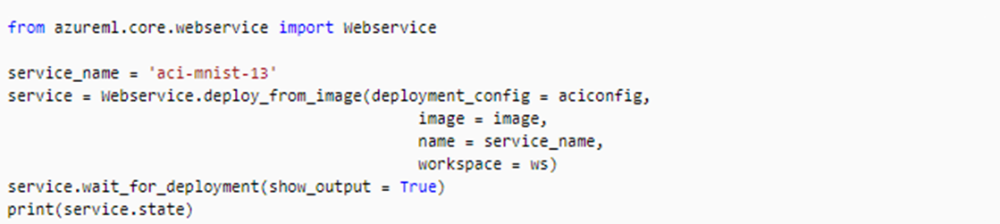 from azureml.core.webservice import Webservice
service_name = 'aci-mnist-13'
service = Webservice.deploy_from_image(deployment_config = aciconfig,
image = image,
name = service_name,
workspace = ws)
service.wait_for_deployment(show_output = True)
print(service.state)